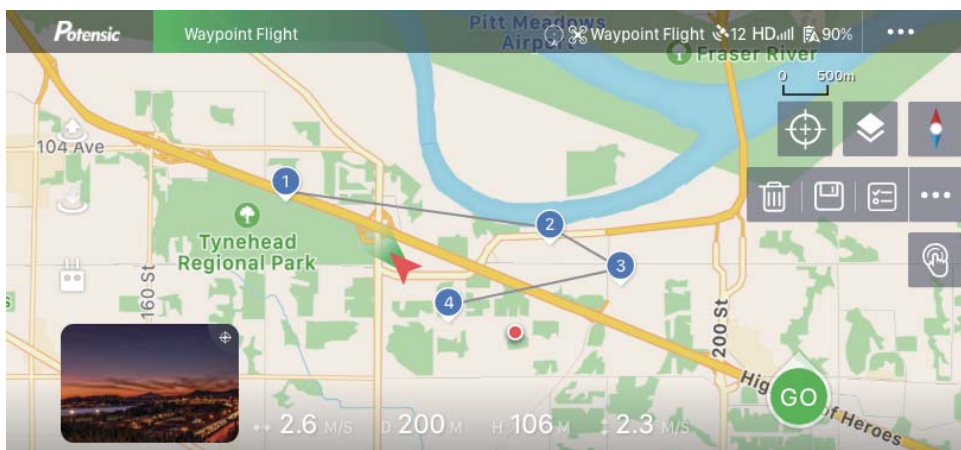 Potensic
Waypoint Flight
Pitt Meadows
Airport
Waypoint Flight 12 HD 90%
Fraser River
0 500m
104 Ave
1
2
Tynehead
Regional Park
3
160 St
4
200 St
GO
Hig of Heroes
2.6 M/S D 200 M H 106 M 2.3 M/S